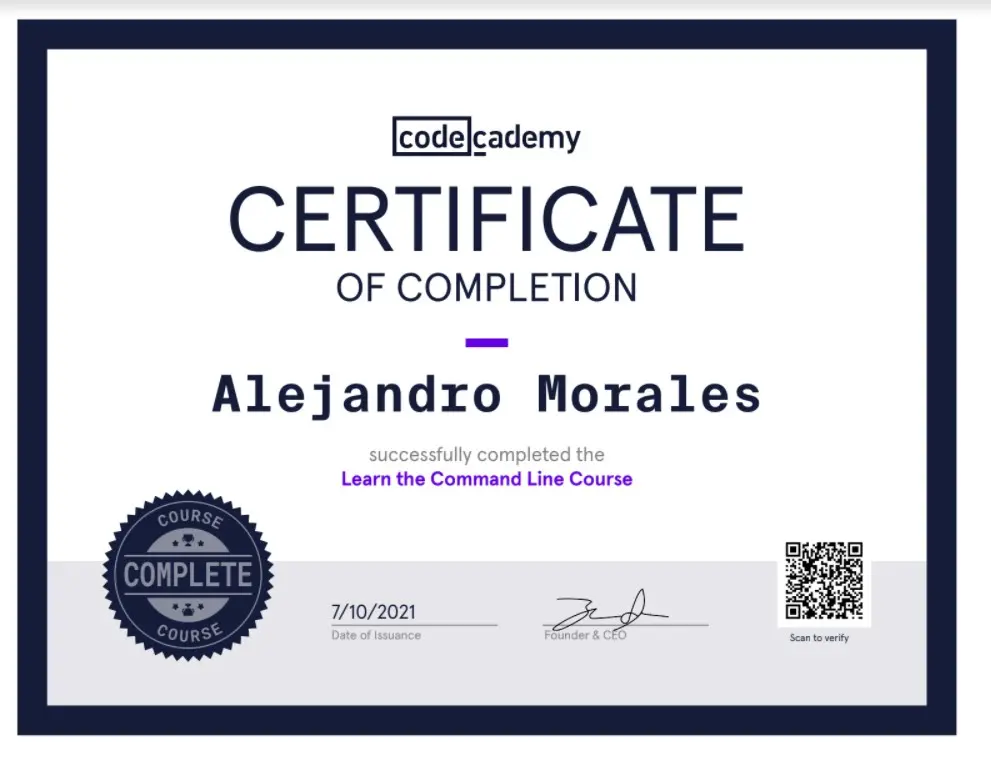 codecademy
CERTIFICATE
OF COMPLETION
Alejandro Morales
successfully completed the
Learn the Command Line Course
COURSE
COMPLETE
COURSE
7/10/2021
Date of Issuance
Founder & CEO
Scan to verify